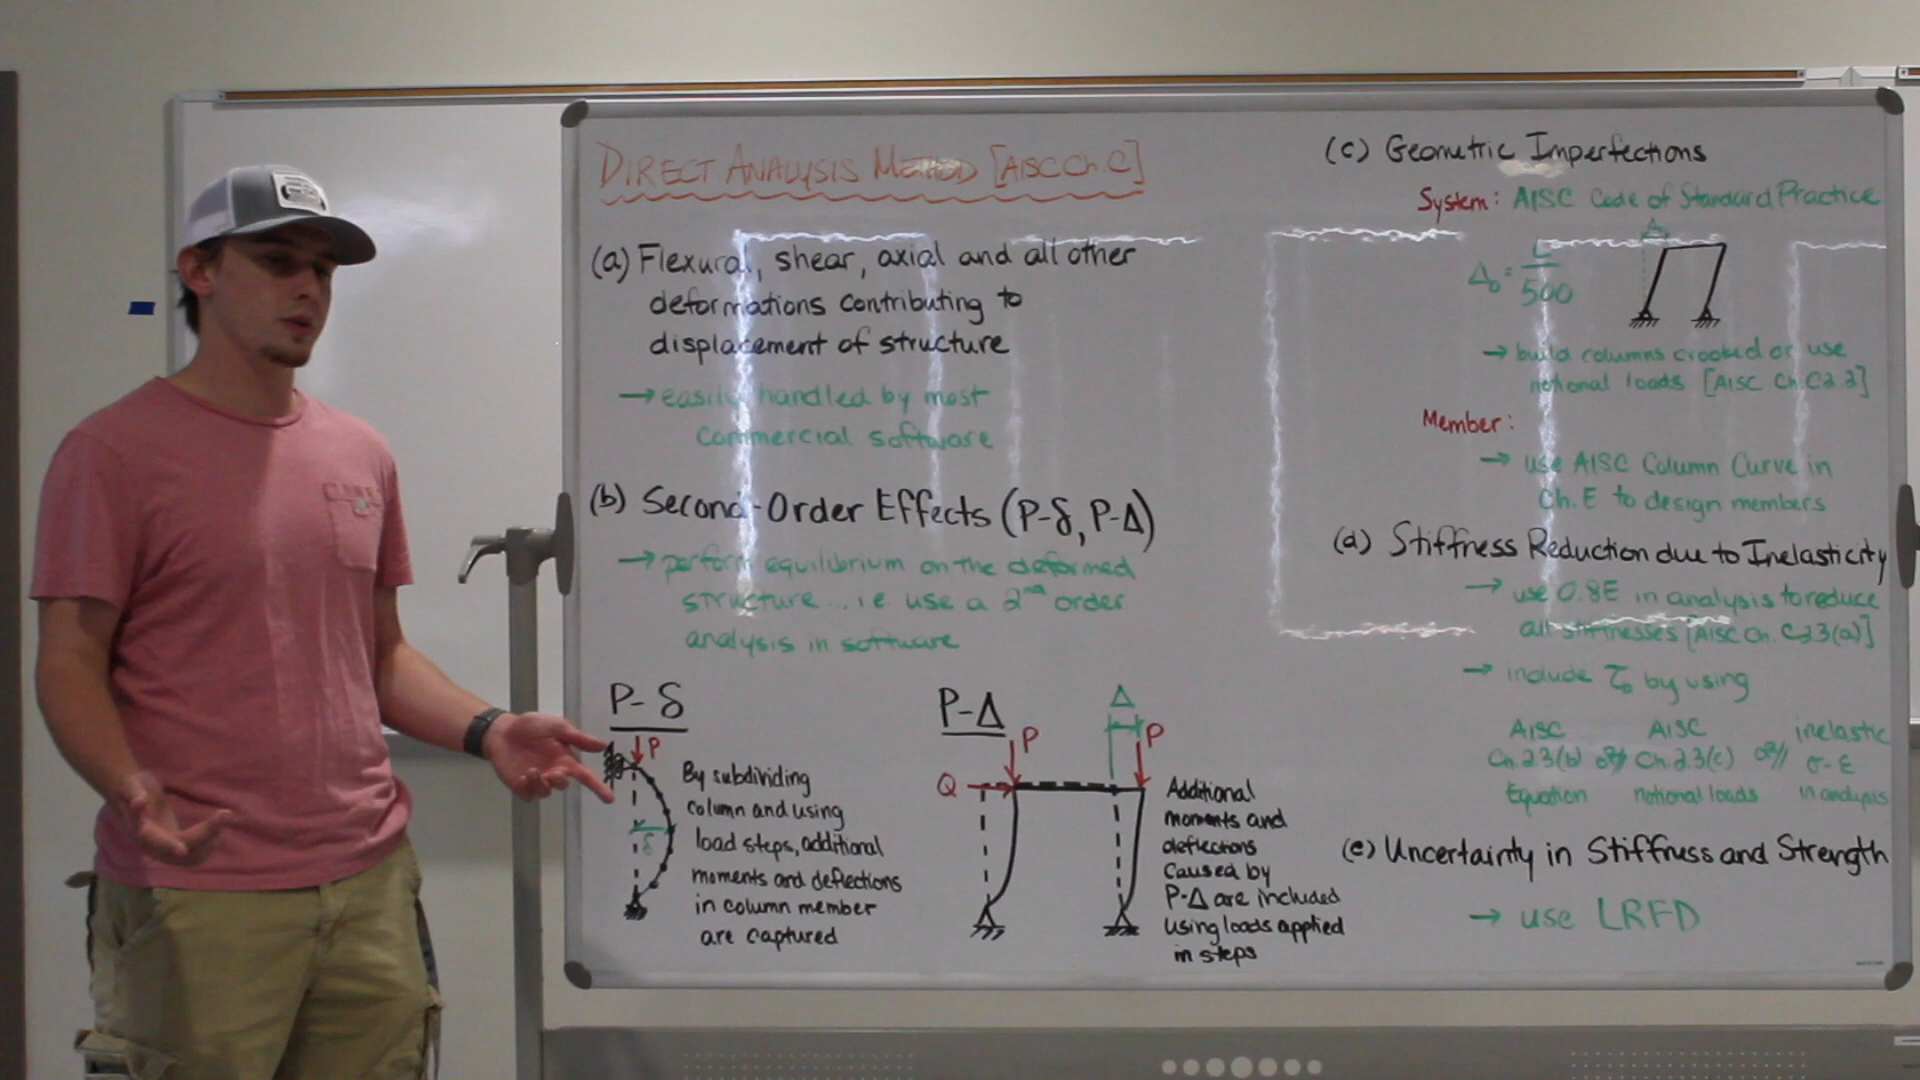 DIRECT ANALYSIS METHOD [AISC Ch. C]
(a) Flexural, shear, axial and all other
deformations contributing to
displacement of structure
→ easily handled by most
commercial software
(b) Second-Order Effects (P-δ, P-Δ)
→ perform equilibrium on the deformed
structure... i.e. use a 2nd order
analysis in software
P-δ
P
δ
By subdividing
column and using
load steps, additional
moments and deflections
in column member
are captured
P-Δ
Δ
P
P
Q
Additional
moments and
deflections
caused by
P-Δ are included
using loads applied
in steps
(c) Geometric Imperfections
System: AISC Code of Standard Practice
Δo = L/500
Δo
→ build columns crooked or use
notional loads [AISC Ch. C2.2]
Member:
→ use AISC Column Curve in
Ch. E to design members
(d) Stiffness Reduction due to Inelasticity
→ use 0.8E in analysis to reduce
all stiffnesses [AISC Ch. C2.3(a)]
→ include τb by using
AISC
Ch. 2.3(b)
Equation
or
AISC
Ch. 2.3(c)
notional loads
or
inelastic
σ-ε
in analysis
(e) Uncertainty in Stiffness and Strength
→ use LRFD